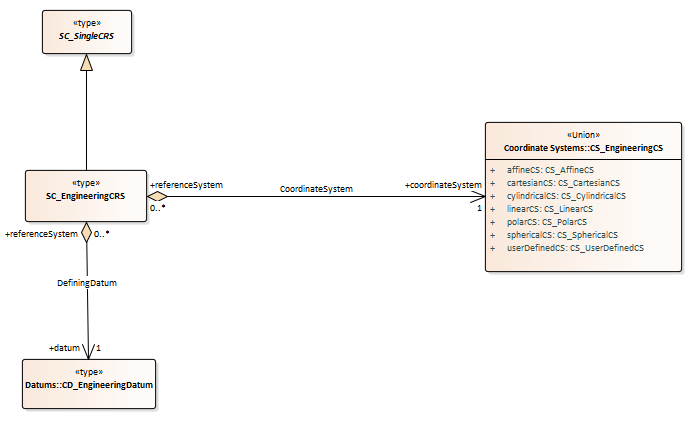 «type»
SC_SingleCRS
«Union»
Coordinate Systems::CS_EngineeringCS
+ affineCS: CS_AffineCS
+ cartesianCS: CS_CartesianCS
+ cylindricalCS: CS_CylindricalCS
+ linearCS: CS_LinearCS
+ polarCS: CS_PolarCS
+ sphericalCS: CS_SphericalCS
+ userDefinedCS: CS_UserDefinedCS
«type»
SC_EngineeringCRS
+referenceSystem
0..*
CoordinateSystem
+coordinateSystem
1
+referenceSystem
0..*
DefiningDatum
+datum
1
«type»
Datums::CD_EngineeringDatum